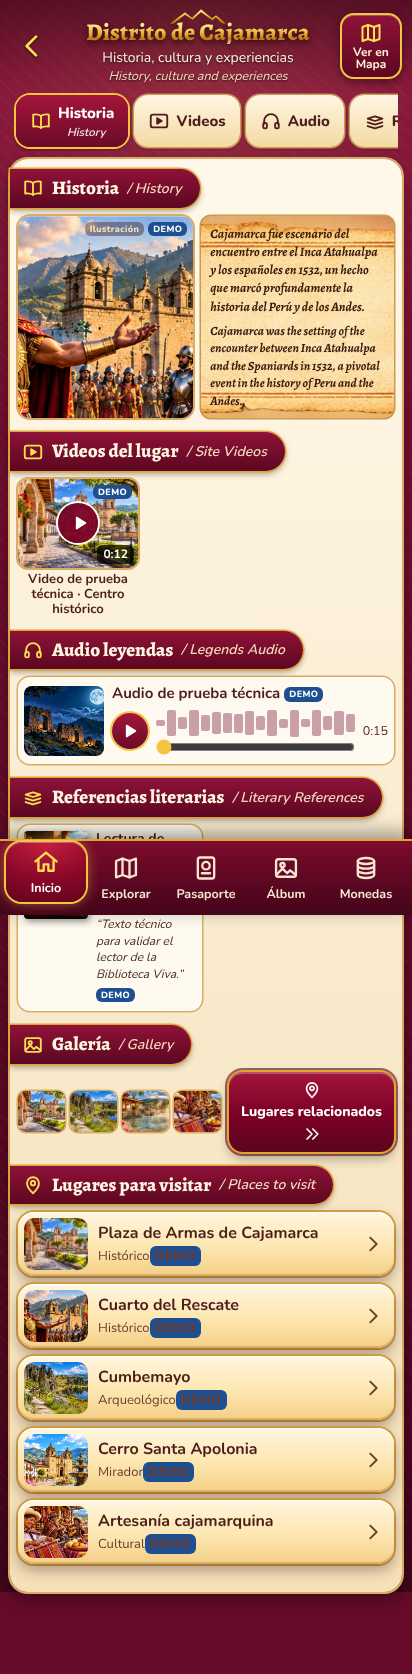 Distrito de Cajamarca
Historia, cultura y experiencias
History, culture and experiences
Ver en
Mapa
Historia
History
Videos
Audio
Historia / History
Ilustración DEMO
Cajamarca fue escenario del
encuentro entre el Inca Atahualpa
y los españoles en 1532, un hecho
que marcó profundamente la
historia del Perú y de los Andes.
Cajamarca was the setting of the
encounter between Inca Atahualpa
and the Spaniards in 1532, a pivotal
event in the history of Peru and the
Andes.
Videos del lugar / Site Videos
DEMO
0:12
Video de prueba
técnica · Centro
histórico
Audio leyendas / Legends Audio
Audio de prueba técnica DEMO
0:15
Referencias literarias / Literary References
Lectura de
Inicio
Explorar
Pasaporte
Álbum
Monedas
“Texto técnico
para validar el
lector de la
Biblioteca Viva.”
DEMO
Galería / Gallery
Lugares relacionados
Lugares para visitar / Places to visit
Plaza de Armas de Cajamarca
Histórico DEMO
Cuarto del Rescate
Histórico DEMO
Cumbemayo
Arqueológico DEMO
Cerro Santa Apolonia
Mirador DEMO
Artesanía cajamarquina
Cultural DEMO